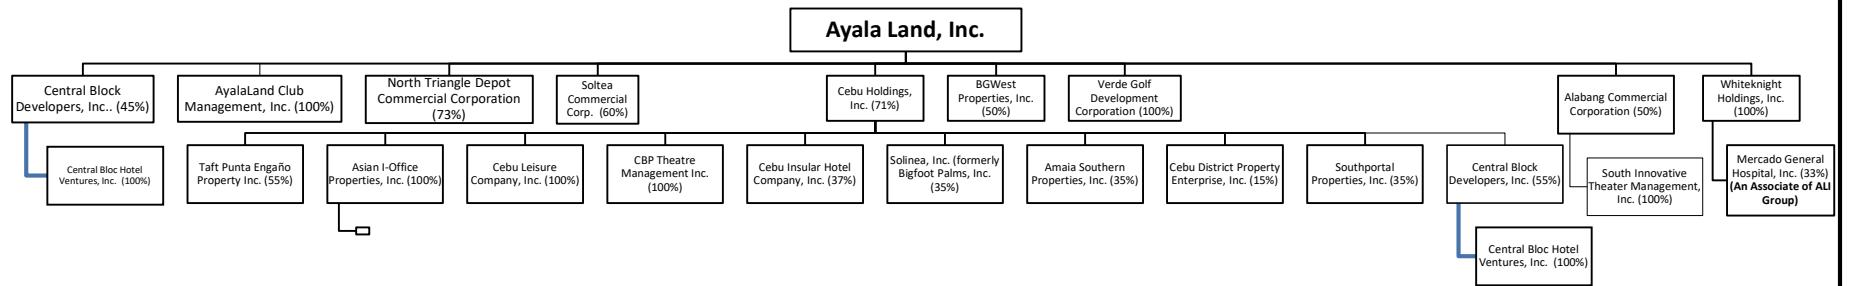 Ayala Land, Inc.
Central Block
Developers, Inc.. (45%)
AyalaLand Club
Management, Inc. (100%)
North Triangle Depot
Commercial Corporation
(73%)
Soltea
Commercial
Corp. (60%)
Cebu Holdings,
Inc. (71%)
BGWest
Properties, Inc.
(50%)
Verde Golf
Development
Corporation (100%)
Alabang Commercial
Corporation (50%)
Whiteknight
Holdings, Inc.
(100%)
Central Bloc Hotel
Ventures, Inc. (100%)
Taft Punta Engaño
Property Inc. (55%)
Asian I-Office
Properties, Inc. (100%)
Cebu Leisure
Company, Inc. (100%)
CBP Theatre
Management Inc.
(100%)
Cebu Insular Hotel
Company, Inc. (37%)
Solinea, Inc. (formerly
Bigfoot Palms, Inc.
(35%)
Amaia Southern
Properties, Inc. (35%)
Cebu District Property
Enterprise, Inc. (15%)
Southportal
Properties, Inc. (35%)
Central Block
Developers, Inc. (55%)
South Innovative
Theater Management,
Inc. (100%)
Mercado General
Hospital, Inc. (33%)
(An Associate of ALI
Group)
Central Bloc Hotel
Ventures, Inc. (100%)